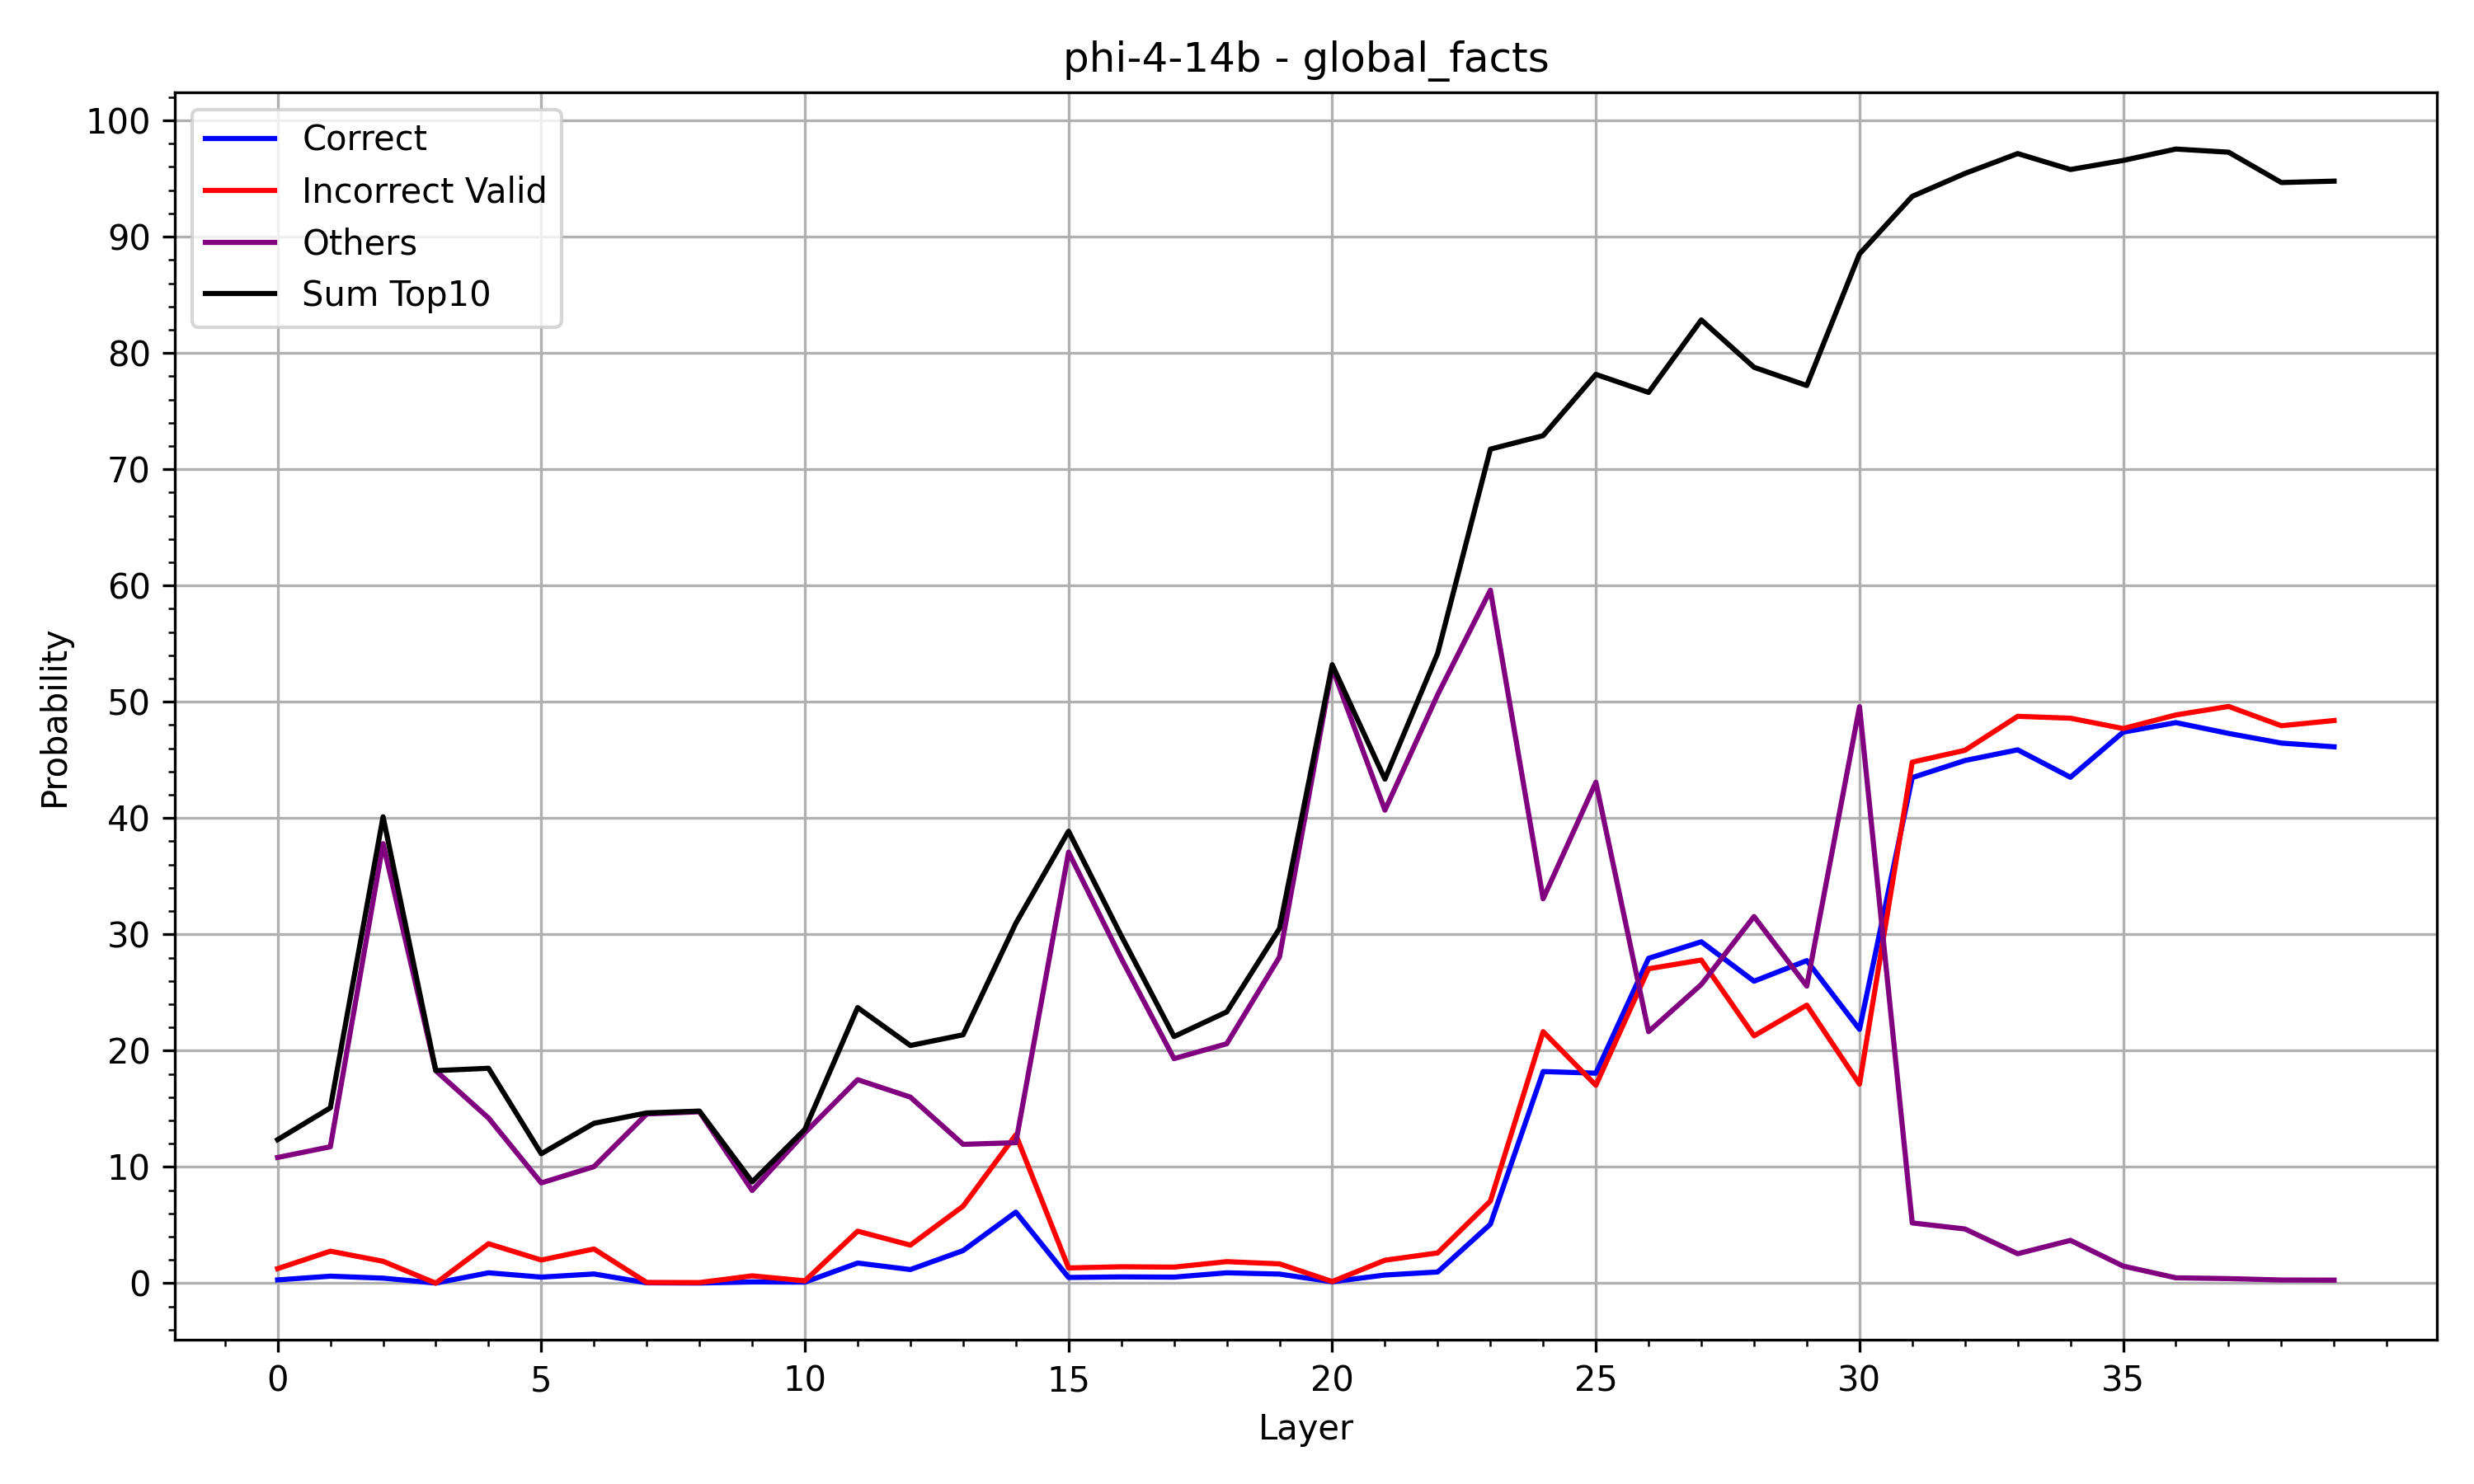 phi-4-14b - global_facts
Correct
Incorrect Valid
Others
Sum Top10
100
90
80
70
60
50
40
30
20
10
0
Probability
0 5 10 15 20 25 30 35
Layer